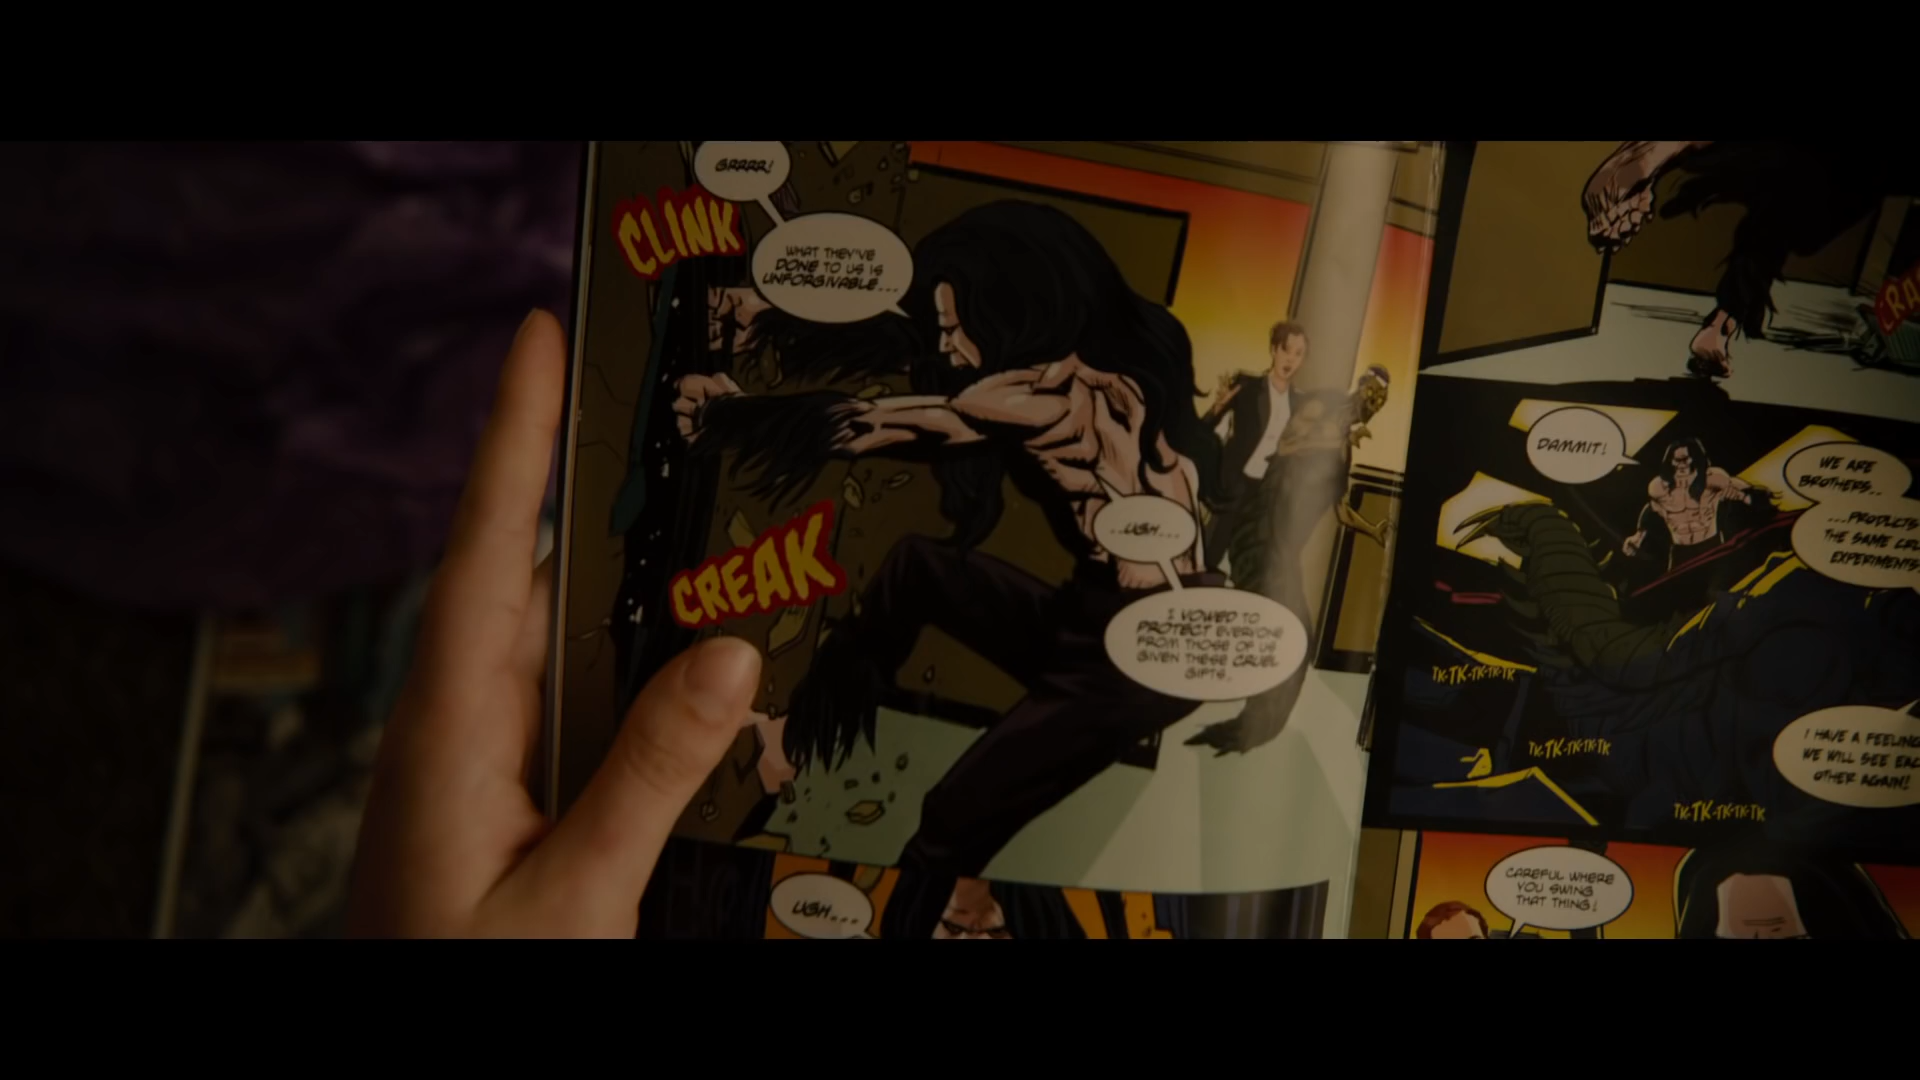 GRRRR!
CLINK
WHAT THEY'VE
DONE TO US IS
UNFORGIVABLE...
CREAK
...UGH...
I VOWED TO
PROTECT EVERYONE
FROM THOSE OF US
GIVEN THESE CRUEL
GIFTS.
UGH...
DAMMIT!
WE ARE
BROTHERS..
...PRODUCTS
THE SAME
EXPERIMENTS
TK-TK-TK-TK-TK
TK-TK-TK-TK-TK
TK-TK-TK-TK-TK
I HAVE A FEELING
WE WILL SEE
OTHER AGAIN!
CAREFUL WHERE
YOU SWING
THAT THING!